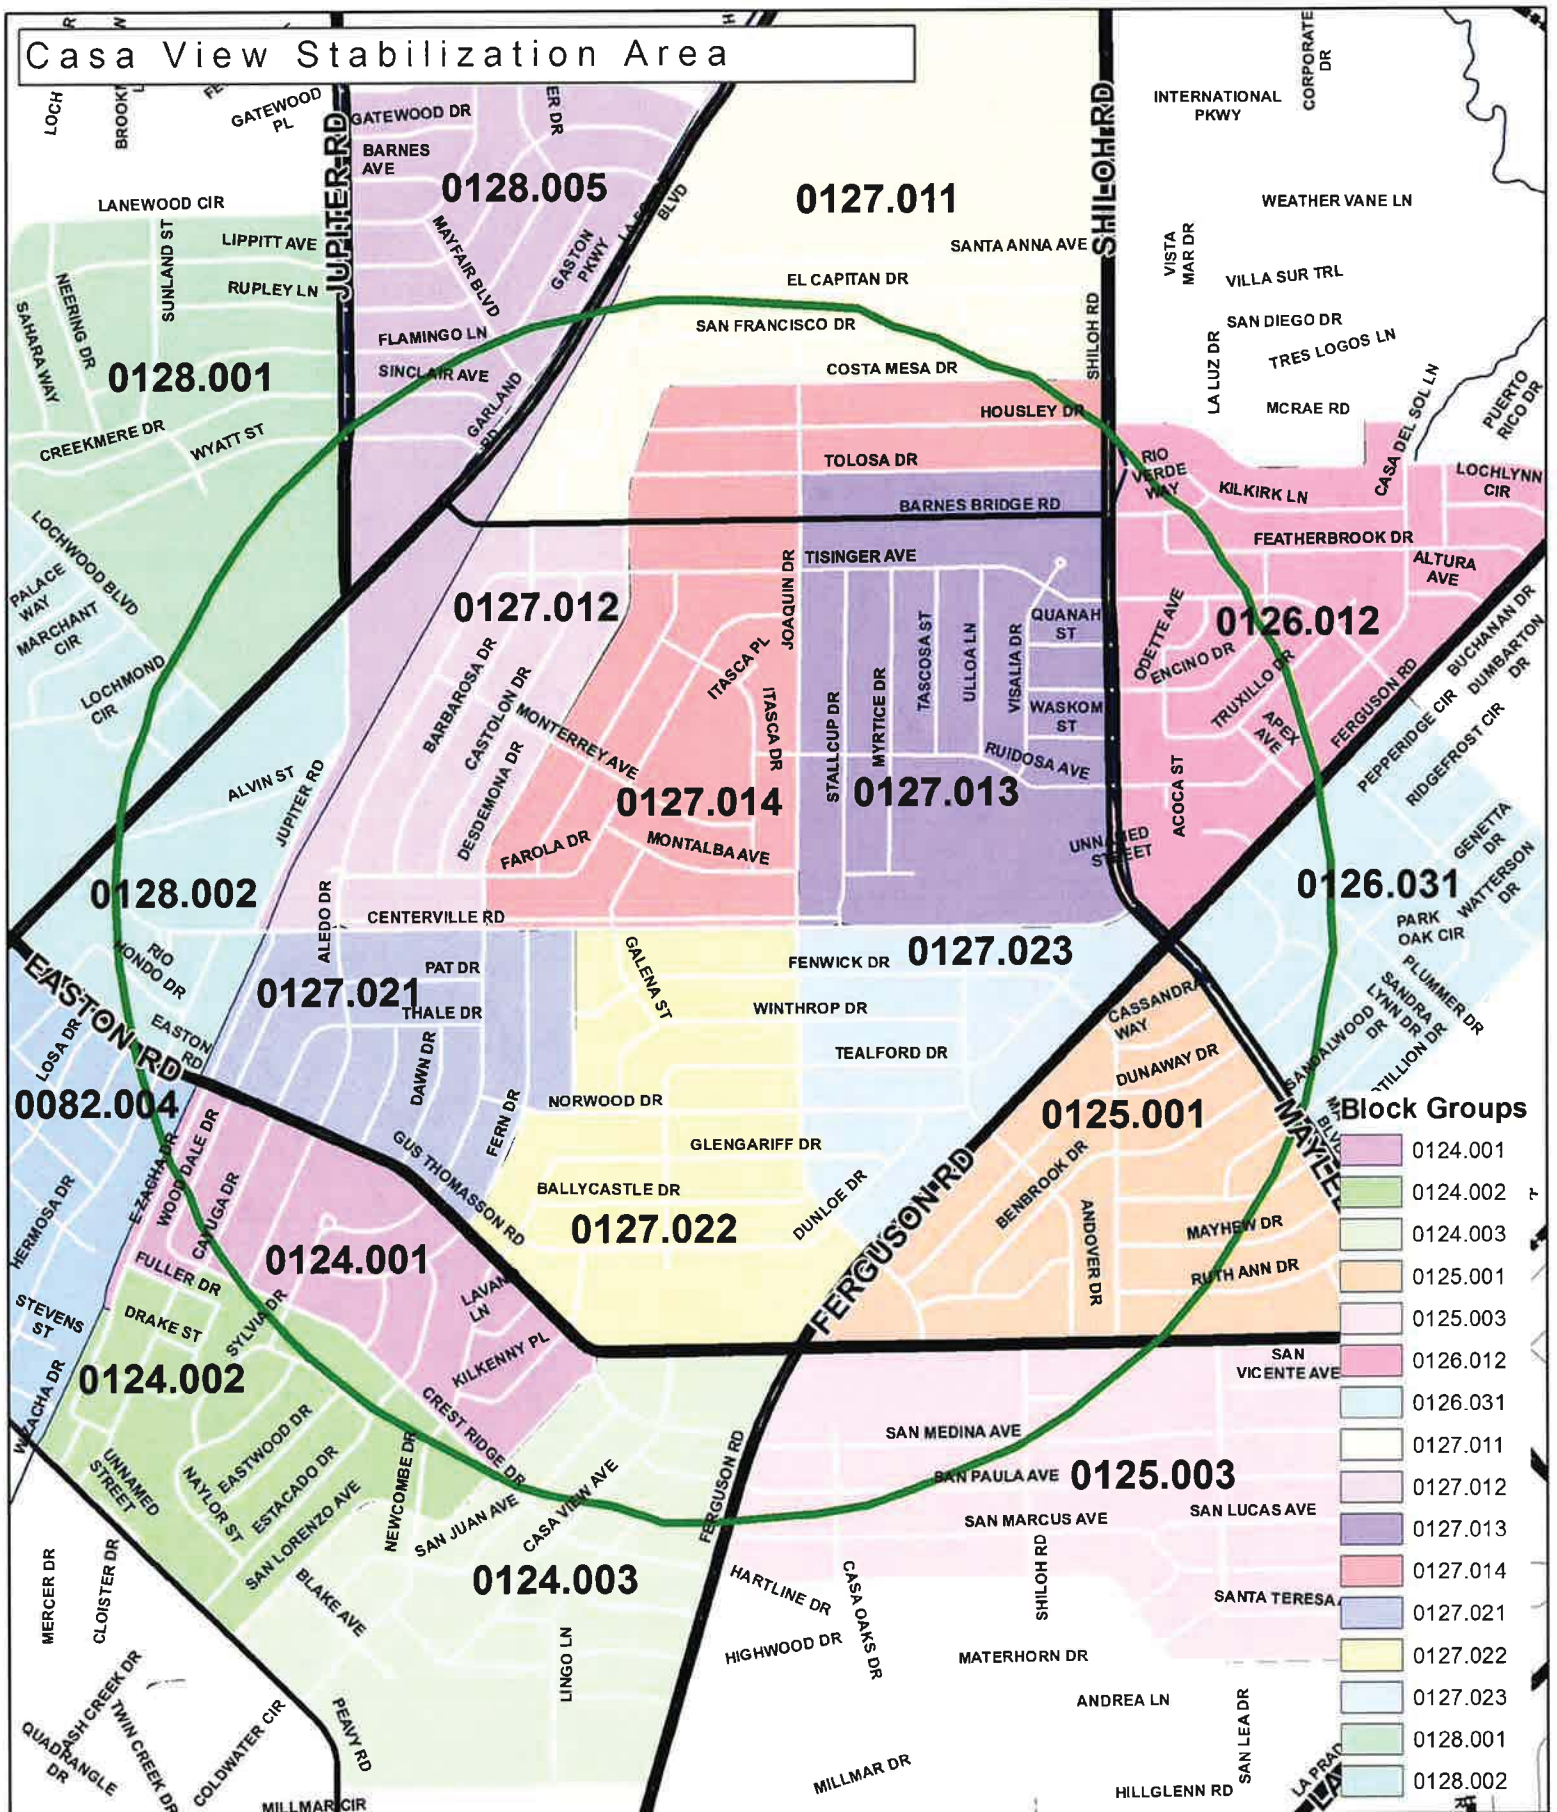 Casa View Stabilization Area
LOCH
GATEWOOD
PL
JUPITER RD
GATEWOOD DR
BARNES
AVE
ER DR
0128.005
0127.011
SHILOH RD
INTERNATIONAL
PKWY
CORPORATE
DR
LANEWOOD CIR
LIPPITT AVE
RUPLEY LN
SUNLAND ST
NEERING DR
SAHARA WAY
0128.001
CREEKMERE DR
WYATT ST
MAYFAIR BLVD
GASTON
PKWY
BLVD
FLAMINGO LN
SINCLAIR AVE
GARLAND
RD
SANTA ANNA AVE
EL CAPITAN DR
SAN FRANCISCO DR
COSTA MESA DR
SHILOH RD
HOUSLEY DR
TOLOSA DR
BARNES BRIDGE RD
WEATHER VANE LN
VISTA
MAR DR
VILLA SUR TRL
SAN DIEGO DR
TRES LOGOS LN
LA LUZ DR
MCRAE RD
CASA DEL SOL LN
PUERTO
RICO DR
RIO
VERDE
WAY
KILKIRK LN
LOCHLYNN
CIR
FEATHERBROOK DR
ALTURA
AVE
LOCHWOOD BLVD
PALACE
WAY
MARCHANT
CIR
LOCHMOND
CIR
0127.012
JOAQUIN DR
TISINGER AVE
QUANAH
ST
0126.012
ODETTE AVE
ENCINO DR
TRUXILLO DR
APEX
AVE
FERGUSON RD
BUCHANAN DR
DUMBARTON
DR
PEPPERIDGE CIR
RIDGEFROST CIR
BARBAROSA DR
CASTOLON DR
DESDEMONA DR
MONTERREY AVE
ITASCA PL
ITASCA DR
STALLCUP DR
MYRTICE DR
TASCOSA ST
ULLOA LN
VISALIA DR
WASKOM
ST
RUIDOSA AVE
ACOCA ST
0127.014
0127.013
FAROLA DR
MONTALBA AVE
UNNAMED
STREET
ALVIN ST
JUPITER RD
0128.002
ALEDO DR
CENTERVILLE RD
0126.031
GENETTA
DR
WATTERSON
DR
PARK
OAK CIR
PLUMMER DR
SANDRA
LYNN DR
SANDALWOOD
DR
EASTON RD
RIO
HONDO DR
EASTON
RD
LOSA DR
0127.021
PAT DR
THALE DR
DAWN DR
FERN DR
GALENA ST
FENWICK DR
0127.023
WINTHROP DR
TEALFORD DR
CASSANDRA
WAY
DUNAWAY DR
0125.001
0082.004
NORWOOD DR
GLENGARIFF DR
BALLYCASTLE DR
0127.022
DUNLOE DR
FERGUSON RD
BENBROOK DR
ANDOVER DR
MAYHEW DR
RUTH ANN DR
E ZACHA DR
WOODDALE DR
CAYUGA DR
HERMOSA DR
GUS THOMASSON RD
0124.001
LAVAN
LN
KILKENNY PL
FULLER DR
DRAKE ST
SYLVIA DR
STEVENS
ST
W ZACHA DR
0124.002
CREST RIDGE DR
EASTWOOD DR
ESTACADO DR
NAYLOR ST
UNNAMED
STREET
SAN LORENZO AVE
NEWCOMBE DR
SAN JUAN AVE
CASA VIEW AVE
BLAKE AVE
0124.003
LINGO LN
FERGUSON RD
SAN
VICENTE AVE
SAN MEDINA AVE
SAN PAULA AVE
0125.003
SAN MARCUS AVE
SAN LUCAS AVE
SHILOH RD
SANTA TERESA
HARTLINE DR
HIGHWOOD DR
CASA OAKS DR
MATERHORN DR
ANDREA LN
SAN LEA DR
MILLMAR DR
HILLGLENN RD
MERCER DR
CLOISTER DR
ASH CREEK DR
TWIN CREEK DR
QUADRANGLE
DR
COLDWATER CIR
PEAVY RD
MILLMAR CIR
Block Groups
0124.001
0124.002
0124.003
0125.001
0125.003
0126.012
0126.031
0127.011
0127.012
0127.013
0127.014
0127.021
0127.022
0127.023
0128.001
0128.002